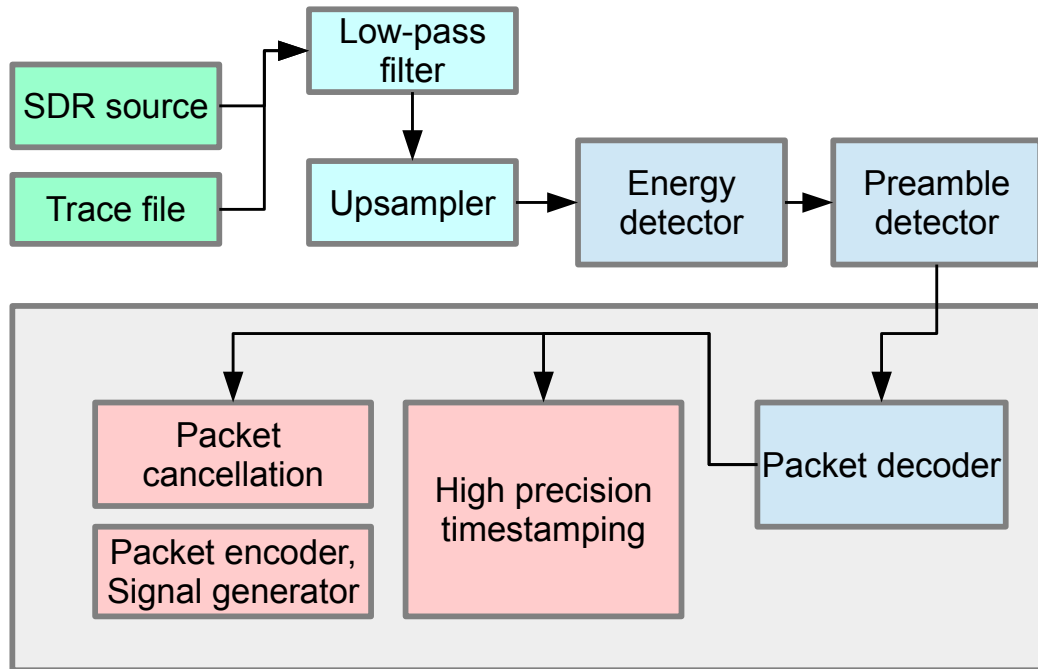 Low-pass
filter
SDR source
Trace file
Upsampler
Energy
detector
Preamble
detector
Packet
cancellation
High precision
timestamping
Packet decoder
Packet encoder,
Signal generator